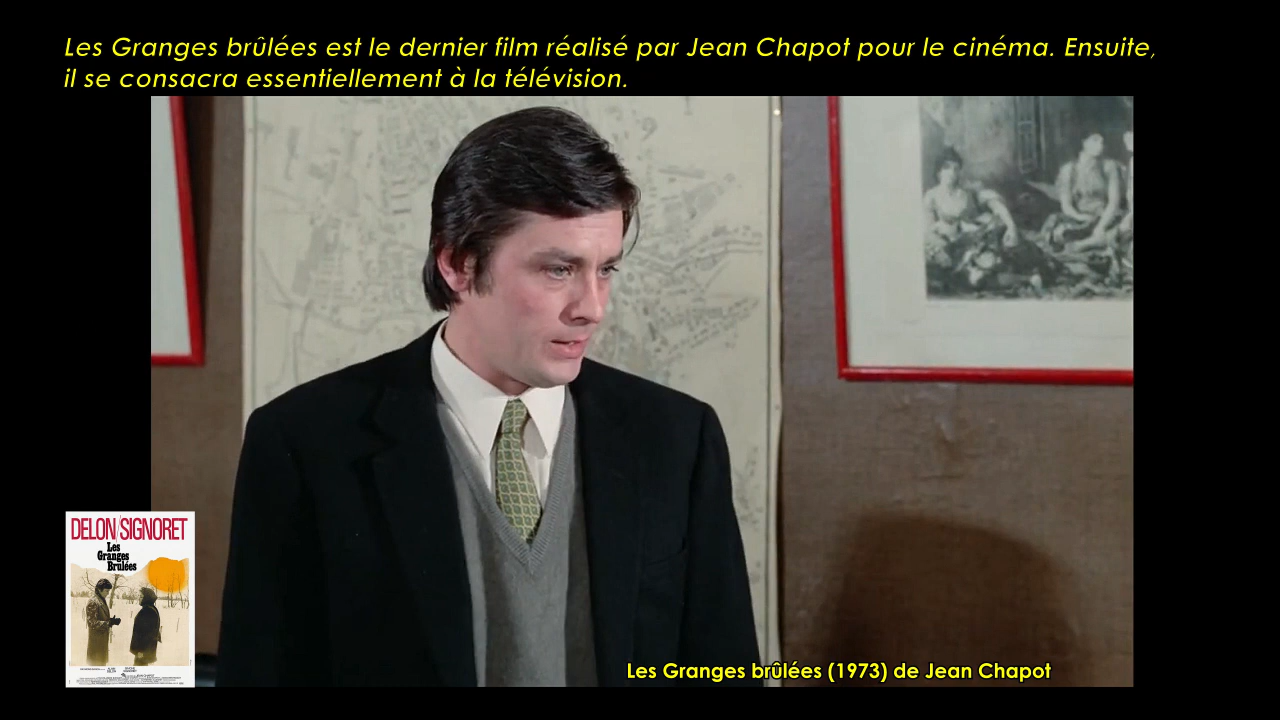 Les Granges brûlées est le dernier film réalisé par Jean Chapot pour le cinéma. Ensuite,
il se consacra essentiellement à la télévision.
DELON/SIGNORET
Les
Granges
Brulées
Les Granges brûlées (1973) de Jean Chapot